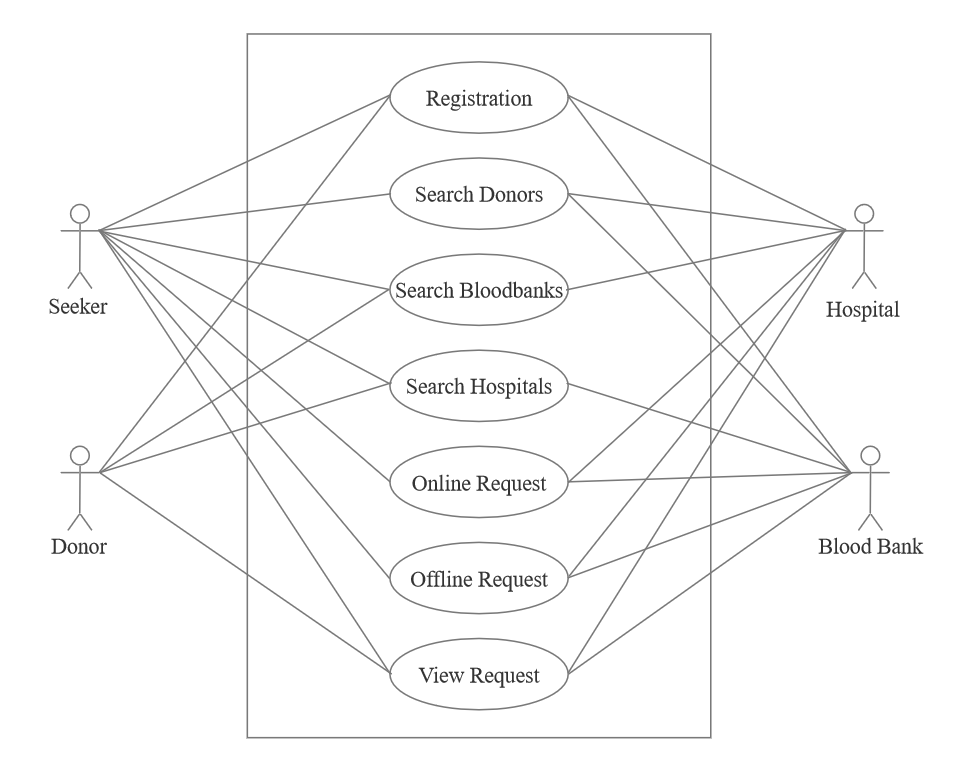 Registration
Search Donors
Search Bloodbanks
Seeker
Hospital
Search Hospitals
Online Request
Donor
Blood Bank
Offline Request
View Request